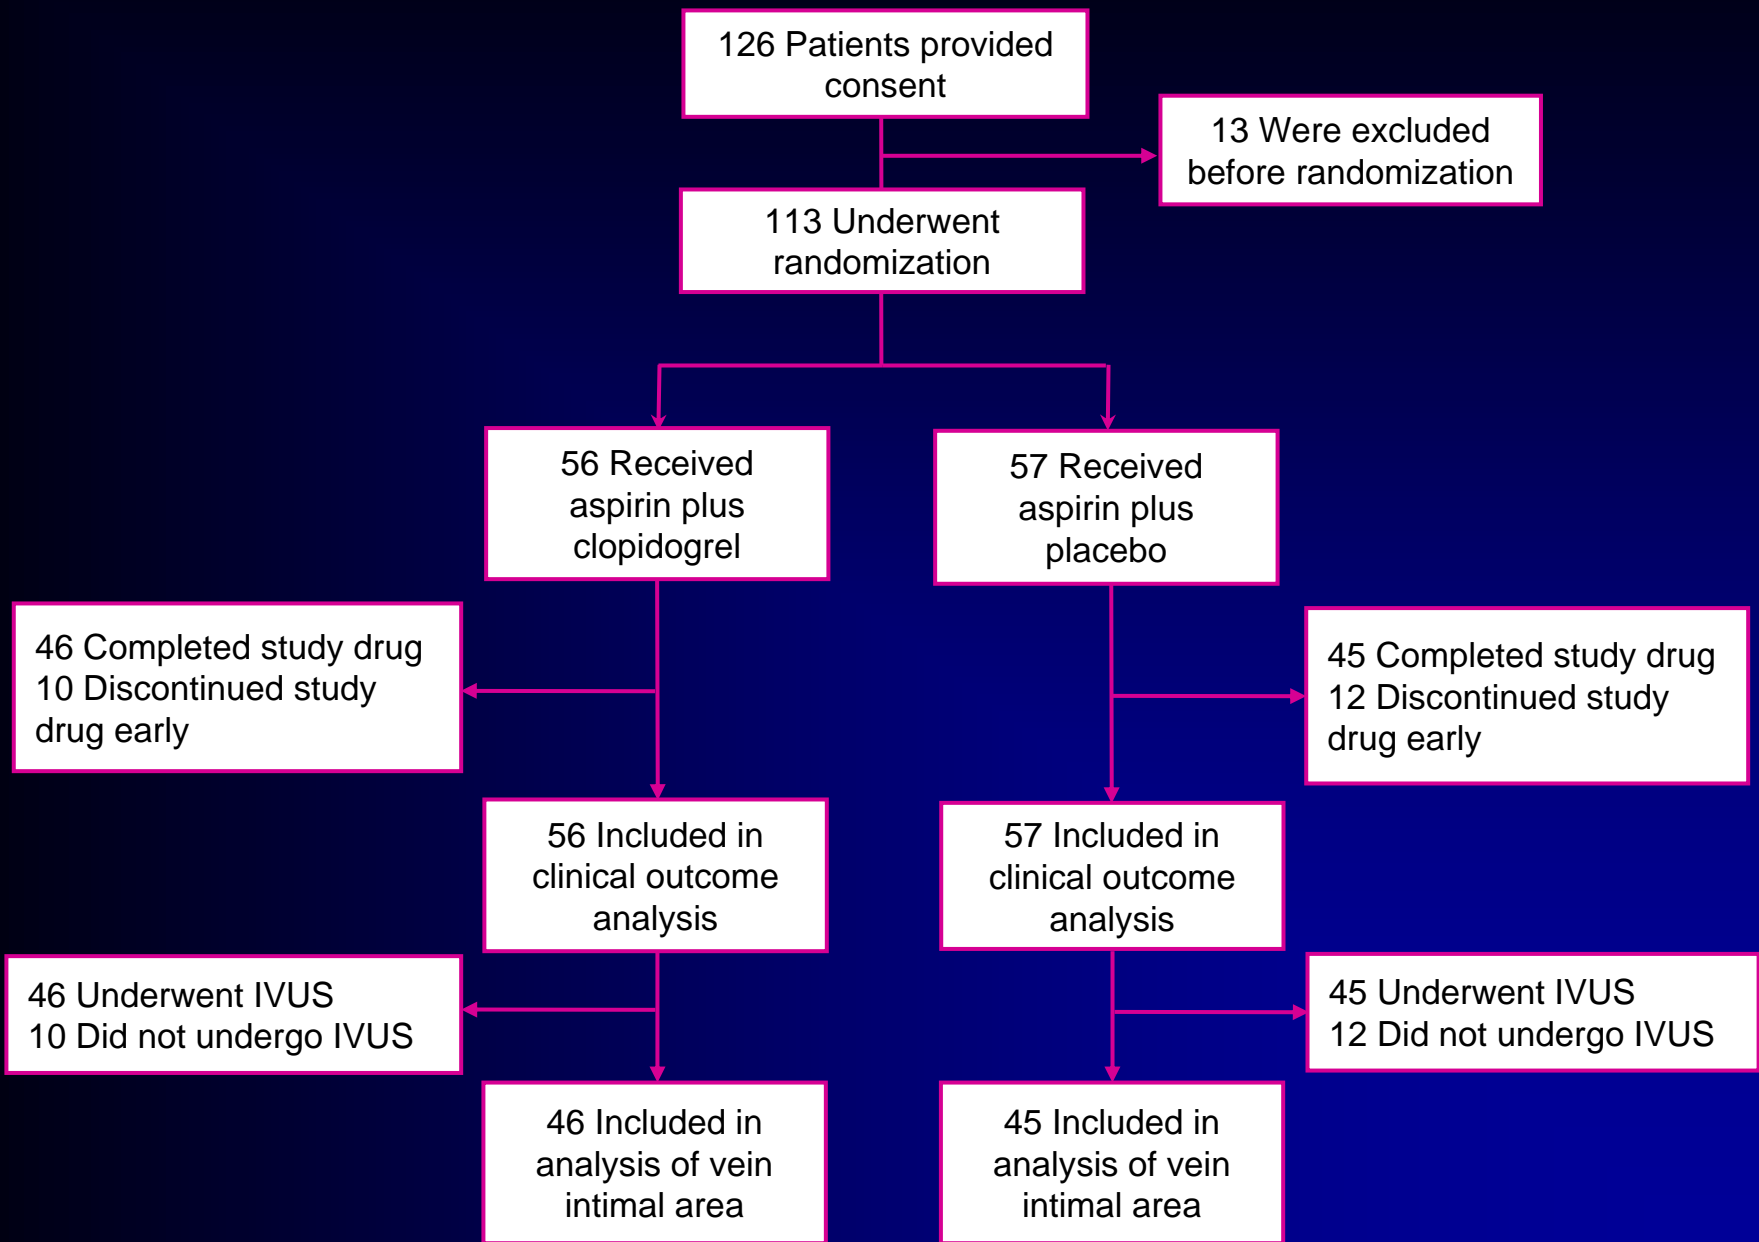 126 Patients provided
consent
13 Were excluded
before randomization
113 Underwent
randomization
56 Received
aspirin plus
clopidogrel
57 Received
aspirin plus
placebo
46 Completed study drug
10 Discontinued study
drug early
45 Completed study drug
12 Discontinued study
drug early
56 Included in
clinical outcome
analysis
57 Included in
clinical outcome
analysis
46 Underwent IVUS
10 Did not undergo IVUS
45 Underwent IVUS
12 Did not undergo IVUS
46 Included in
analysis of vein
intimal area
45 Included in
analysis of vein
intimal area